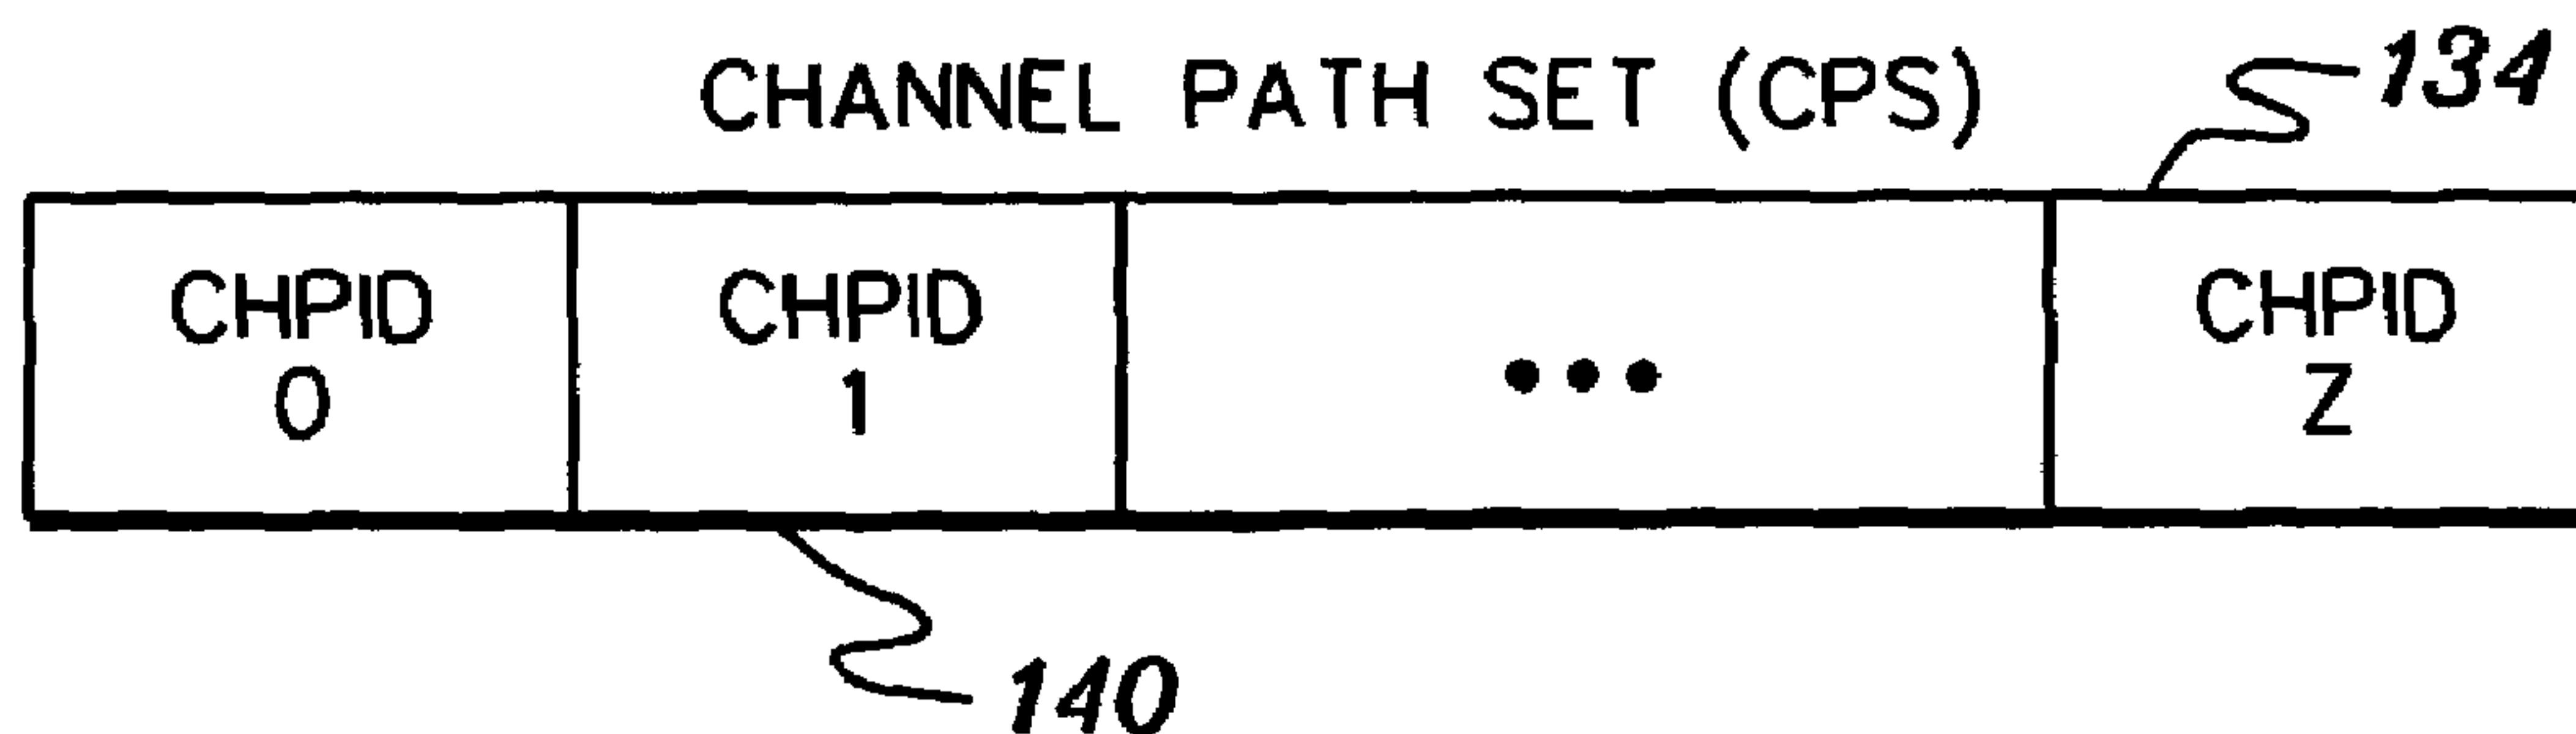 CHANNEL PATH SET (CPS)
134
CHPID
0
CHPID
1
•••
CHPID
Z
140